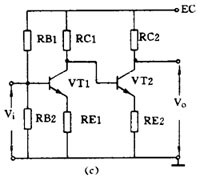 EC
RB1 RC1 RC2
VT1 VT2
Vi Vo
RB2 RE1 RE2
(c)